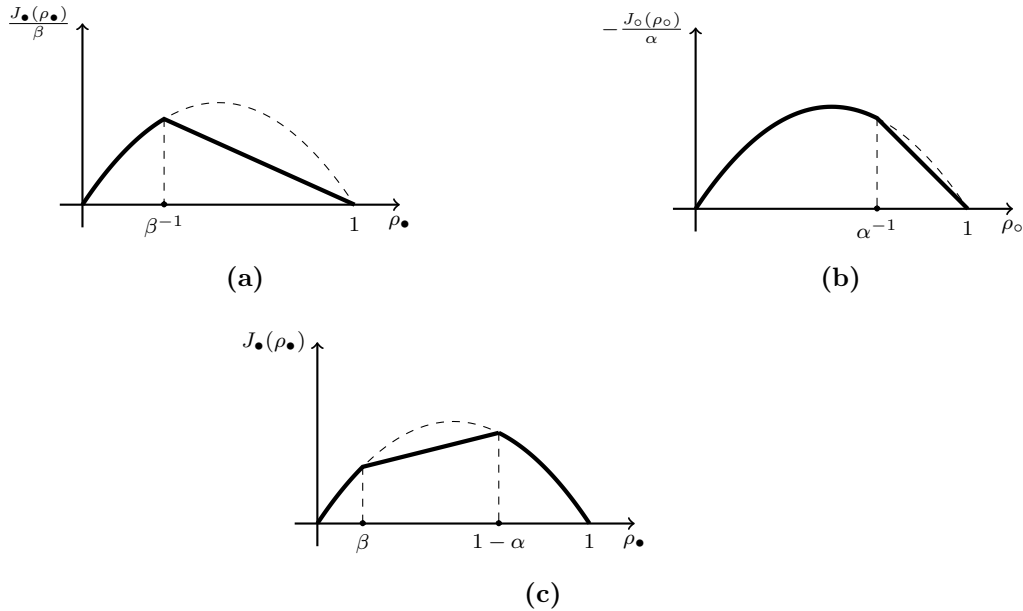 J●(ρ●)/β
β⁻¹ 1 ρ●
(a)
−J○(ρ○)/α
α⁻¹ 1 ρ○
(b)
J●(ρ●)
β 1 − α 1 ρ●
(c)